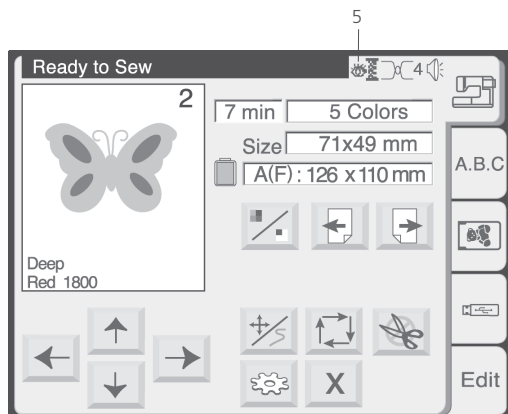 5
Ready to Sew
4
2
7 min
5 Colors
Size
71x49 mm
A(F) : 126 x 110 mm
A.B.C
Deep
Red 1800
X
Edit